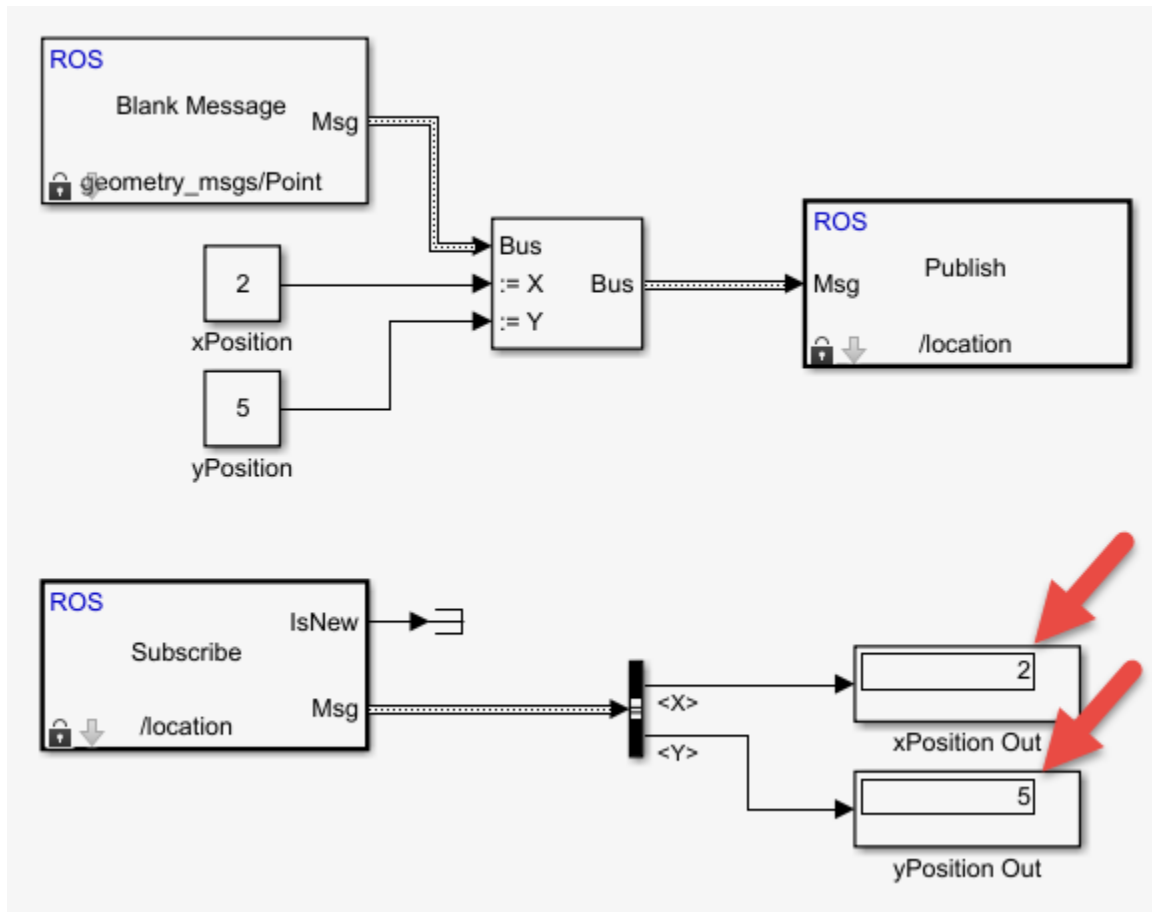 ROS
Blank Message
Msg
geometry_msgs/Point
2
xPosition
5
yPosition
Bus
:= X
:= Y
Bus
ROS
Publish
Msg
/location
ROS
IsNew
Subscribe
Msg
/location
<X>
<Y>
2
xPosition Out
5
yPosition Out